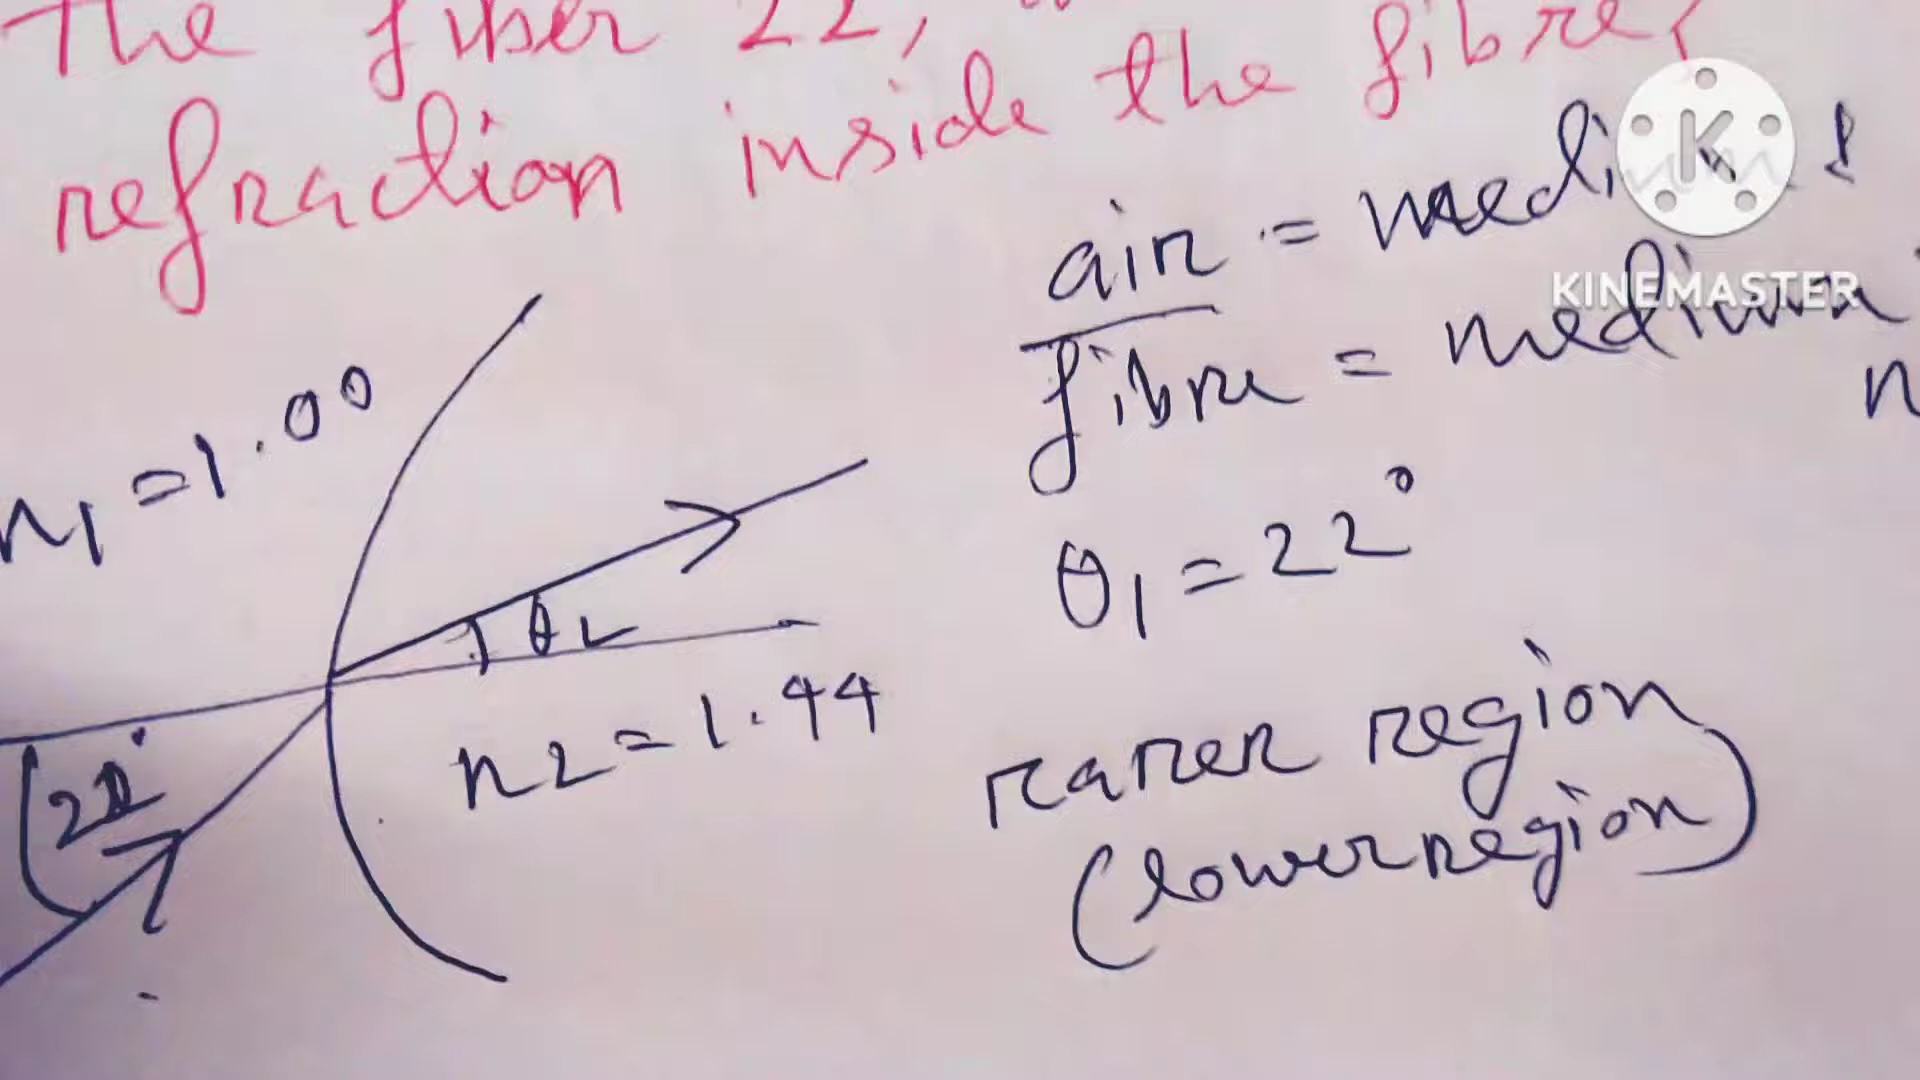 The fiber 22,
refraction inside the fibre,
air = medium 1
fibre = medium
n
KINEMASTER
n1 = 1.00
θ1 = 22°
θ2
n2 = 1.44
22°
rarer region
(lower region)